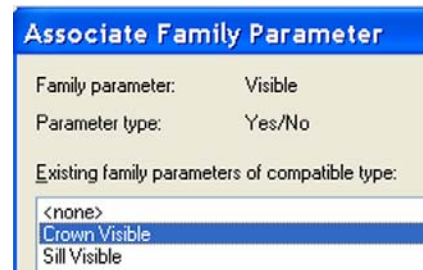 Associate Family Parameter
Family parameter: Visible
Parameter type: Yes/No
Existing family parameters of compatible type:
<none>
Crown Visible
Sill Visible